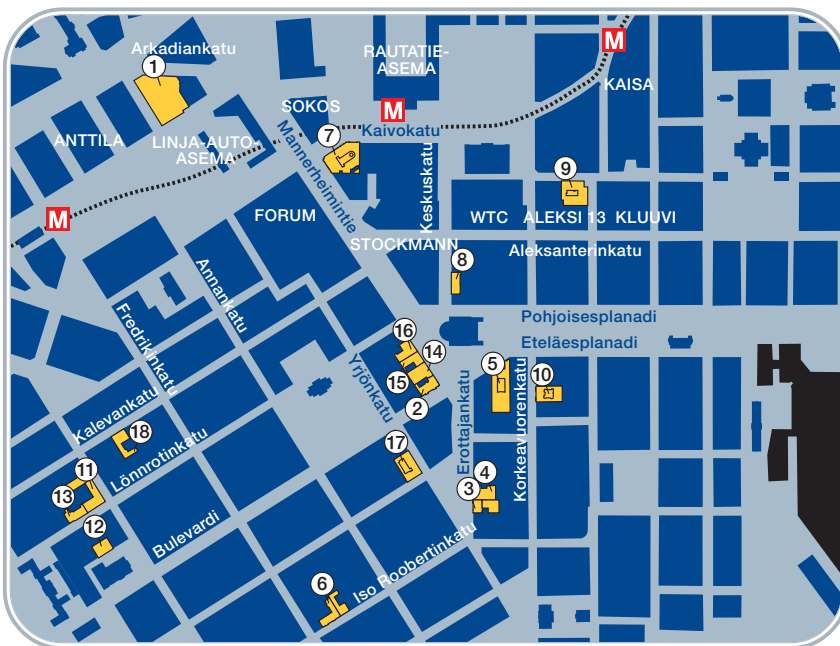 Arkadiankatu
1
RAUTATIE-
ASEMA
M
KAISA
SOKOS
M
Kaivokatu
ANTTILA
LINJA-AUTO-
ASEMA
7
Mannerheimintie
Keskuskatu
9
M
FORUM
WTC
ALEKSI 13
KLUUVI
STOCKMANN
Aleksanterinkatu
8
Annankatu
Fredrikinkatu
Pohjoisesplanadi
Eteläesplanadi
16
14
15
2
5
10
Yrjönkatu
Erottajankatu
Korkeavuorenkatu
Kalevankatu
18
Lönnrotinkatu
17
11
13
12
4
3
Bulevardi
Iso Roobertinkatu
6